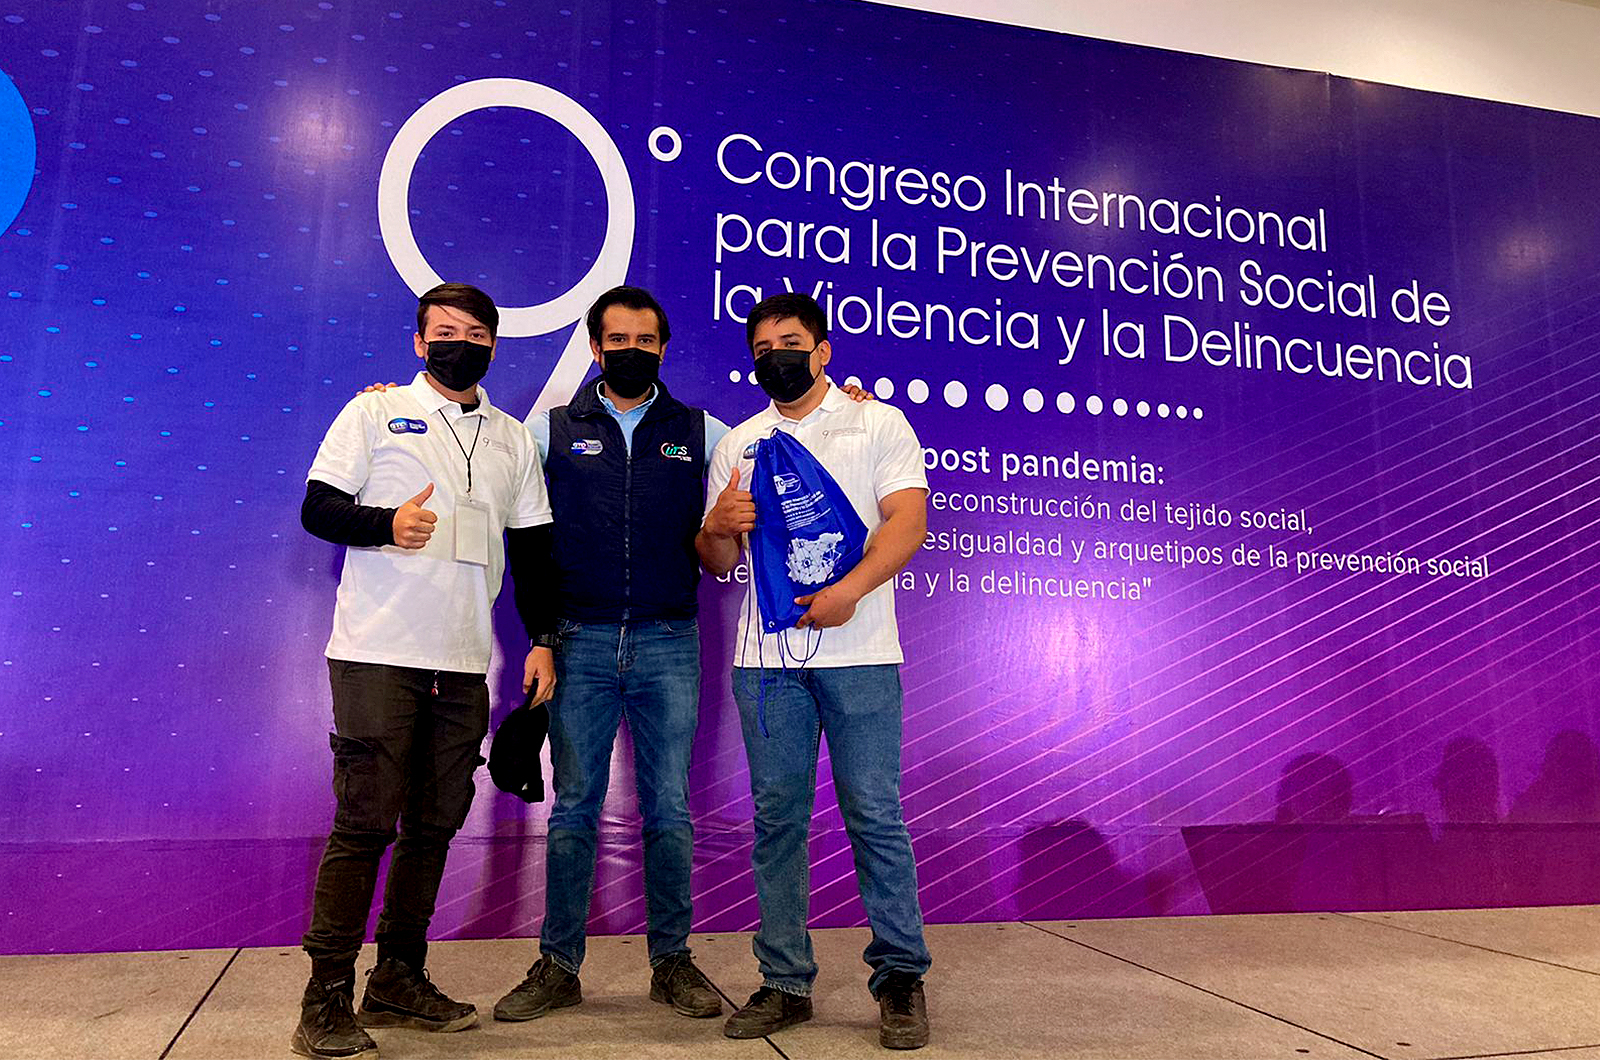 9° Congreso Internacional
para la Prevención Social de
la Violencia y la Delincuencia
post pandemia:
econstrucción del tejido social,
esigualdad y arquetipos de la prevención social
y la delincuencia"
GTO